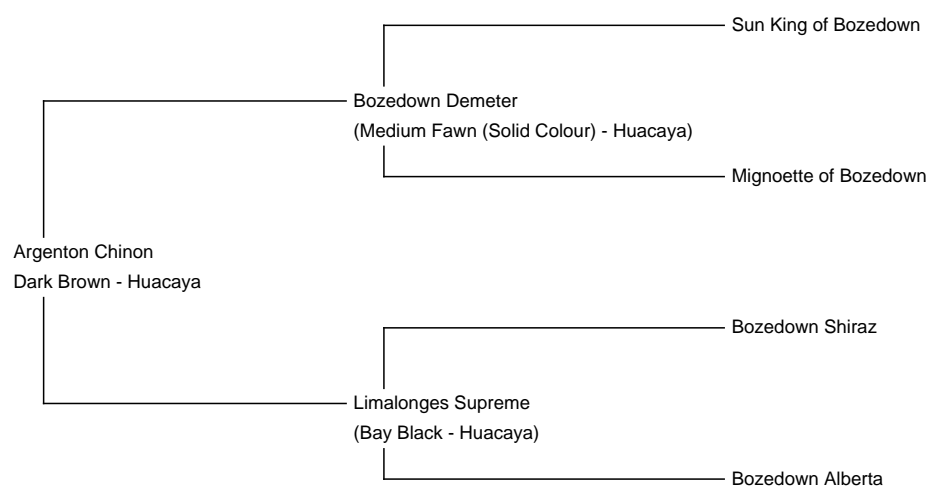 Sun King of Bozedown
Bozedown Demeter
(Medium Fawn (Solid Colour) - Huacaya)
Mignoette of Bozedown
Argenton Chinon
Dark Brown - Huacaya
Bozedown Shiraz
Limalonges Supreme
(Bay Black - Huacaya)
Bozedown Alberta